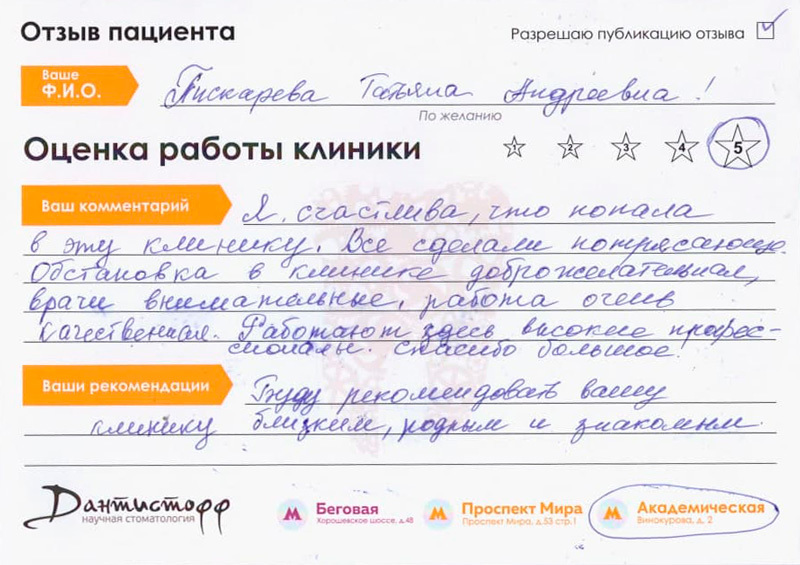 Отзыв пациента
Разрешаю публикацию отзыва
Ваше Ф.И.О.
Пискарева Татьяна Андреевна!
По желанию
Оценка работы клиники
1 2 3 4 5
Ваш комментарий
Я счастлива, что попала
в эту клинику. Все сделали потрясающе.
Обстановка в клинике доброжелательная,
врачи внимательные, работа очень
качественная. Работают здесь высокие профес-
сионалы. Спасибо большое!
Ваши рекомендации
Буду рекомендовать вашу
клинику близким, родным и знакомым.
Дантистофф
научная стоматология
М Беговая
Хорошевское шоссе, д.48
М Проспект Мира
Проспект Мира, д.53 стр.1
М Академическая
Винокурова, д. 2